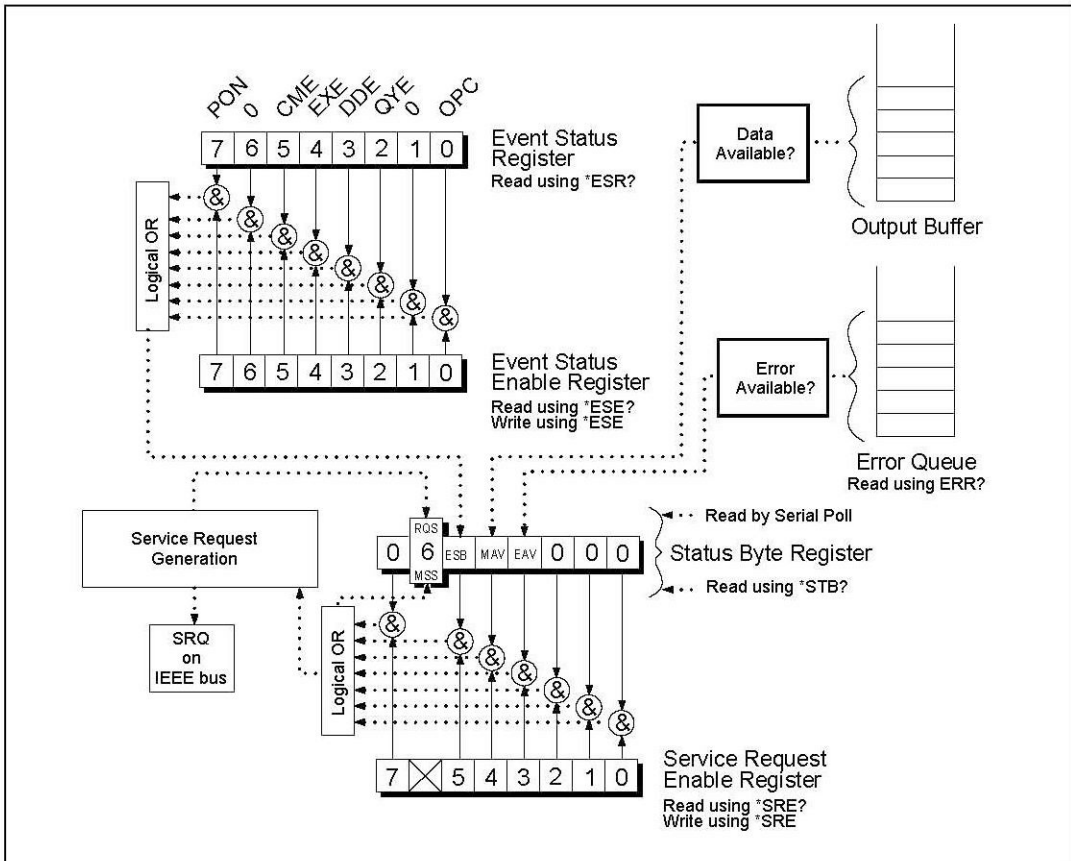 PON 0 CME EXE DDE QYE 0 OPC
7 6 5 4 3 2 1 0
Event Status
Register
Read using *ESR?
& & & & & & & &
Logical OR
7 6 5 4 3 2 1 0
Event Status
Enable Register
Read using *ESE?
Write using *ESE
Data
Available?
Output Buffer
Error
Available?
Error Queue
Read using ERR?
Service Request
Generation
SRQ
on
IEEE bus
RQS
0 6 ESB MAV EAV 0 0 0
MSS
Read by Serial Poll
Status Byte Register
Read using *STB?
& & & & & & &
Logical OR
7 5 4 3 2 1 0
Service Request
Enable Register
Read using *SRE?
Write using *SRE